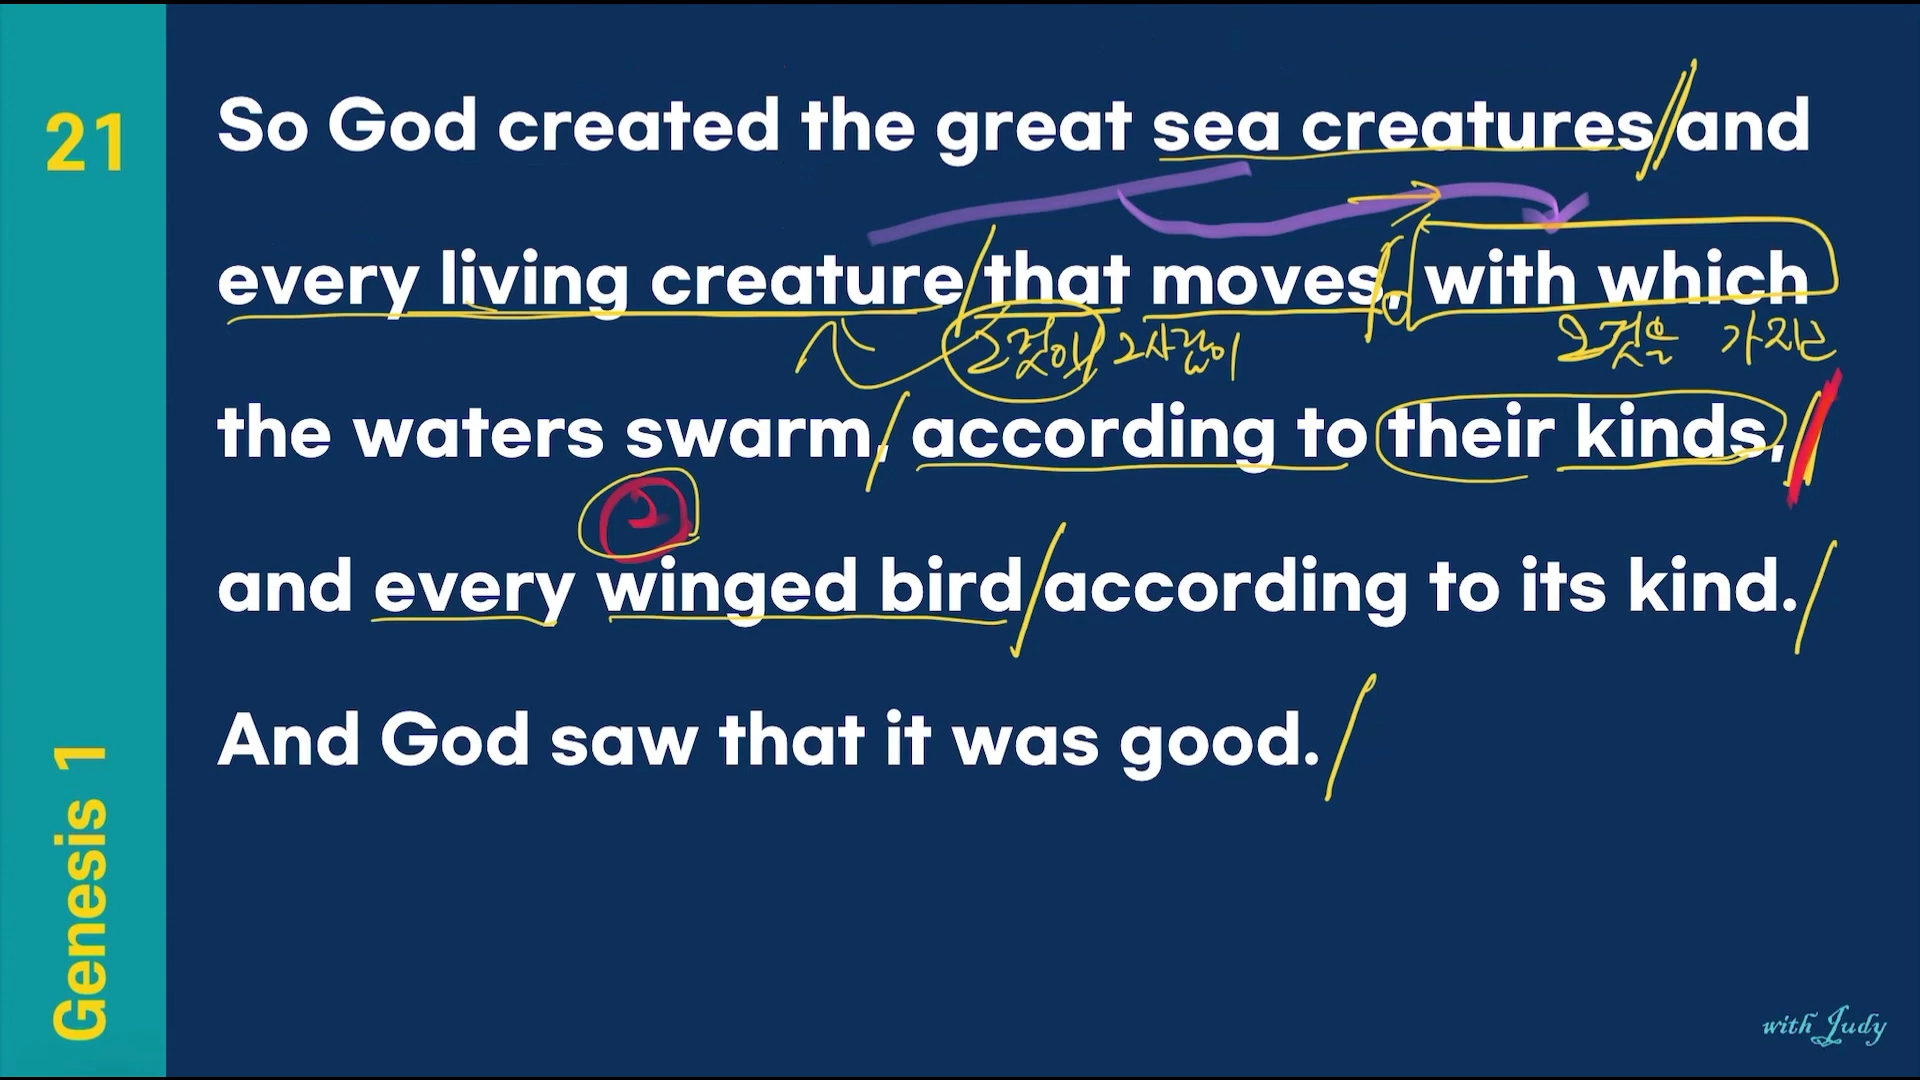 21
So God created the great sea creatures and
every living creature that moves, with which
그것이 그사람이 그것을 가지고
the waters swarm, according to their kinds,
and every winged bird according to its kind.
And God saw that it was good.
Genesis 1
with Judy